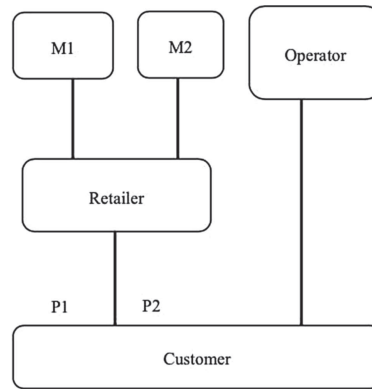 M1
M2
Operator
Retailer
P1
P2
Customer